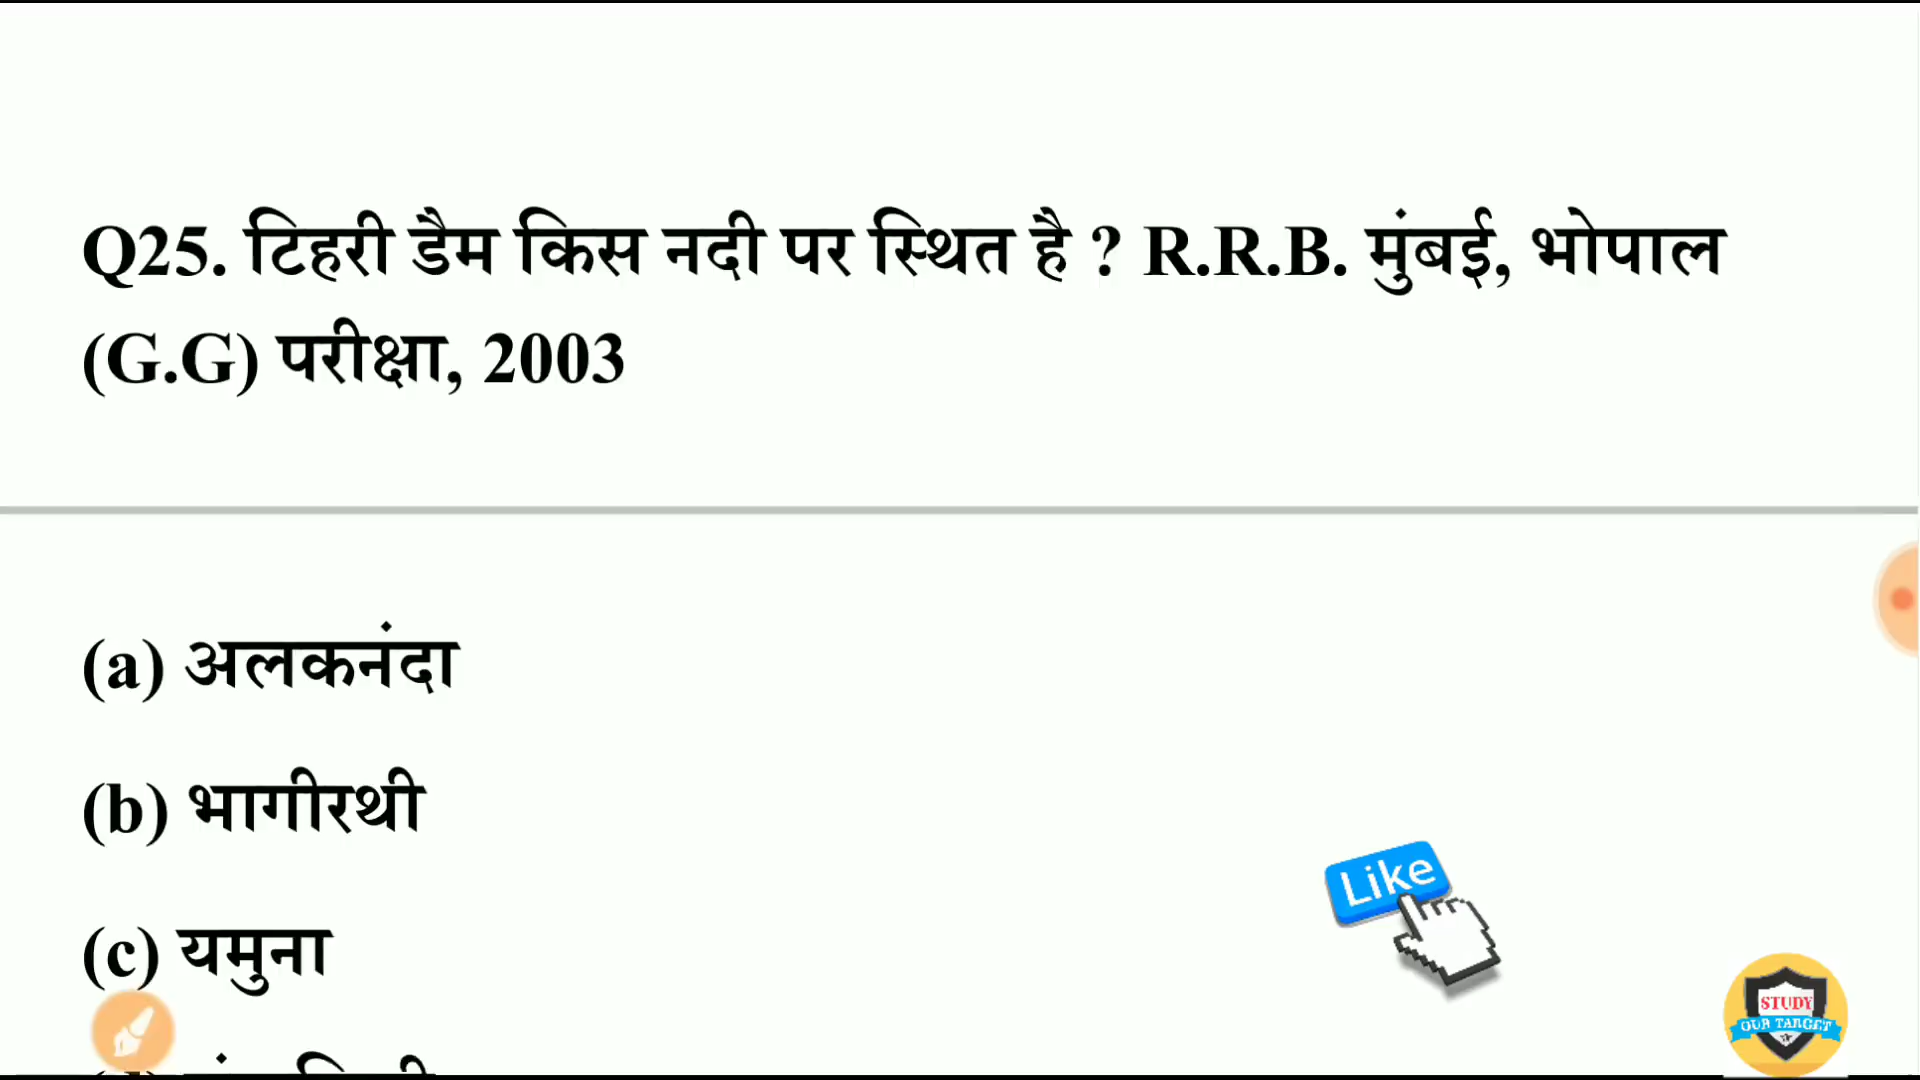 Q25. टिहरी डैम किस नदी पर स्थित है ? R.R.B. मुंबई, भोपाल
(G.G) परीक्षा, 2003
(a) अलकनंदा
(b) भागीरथी
(c) यमुना
Like
STUDY
OUR TARGET